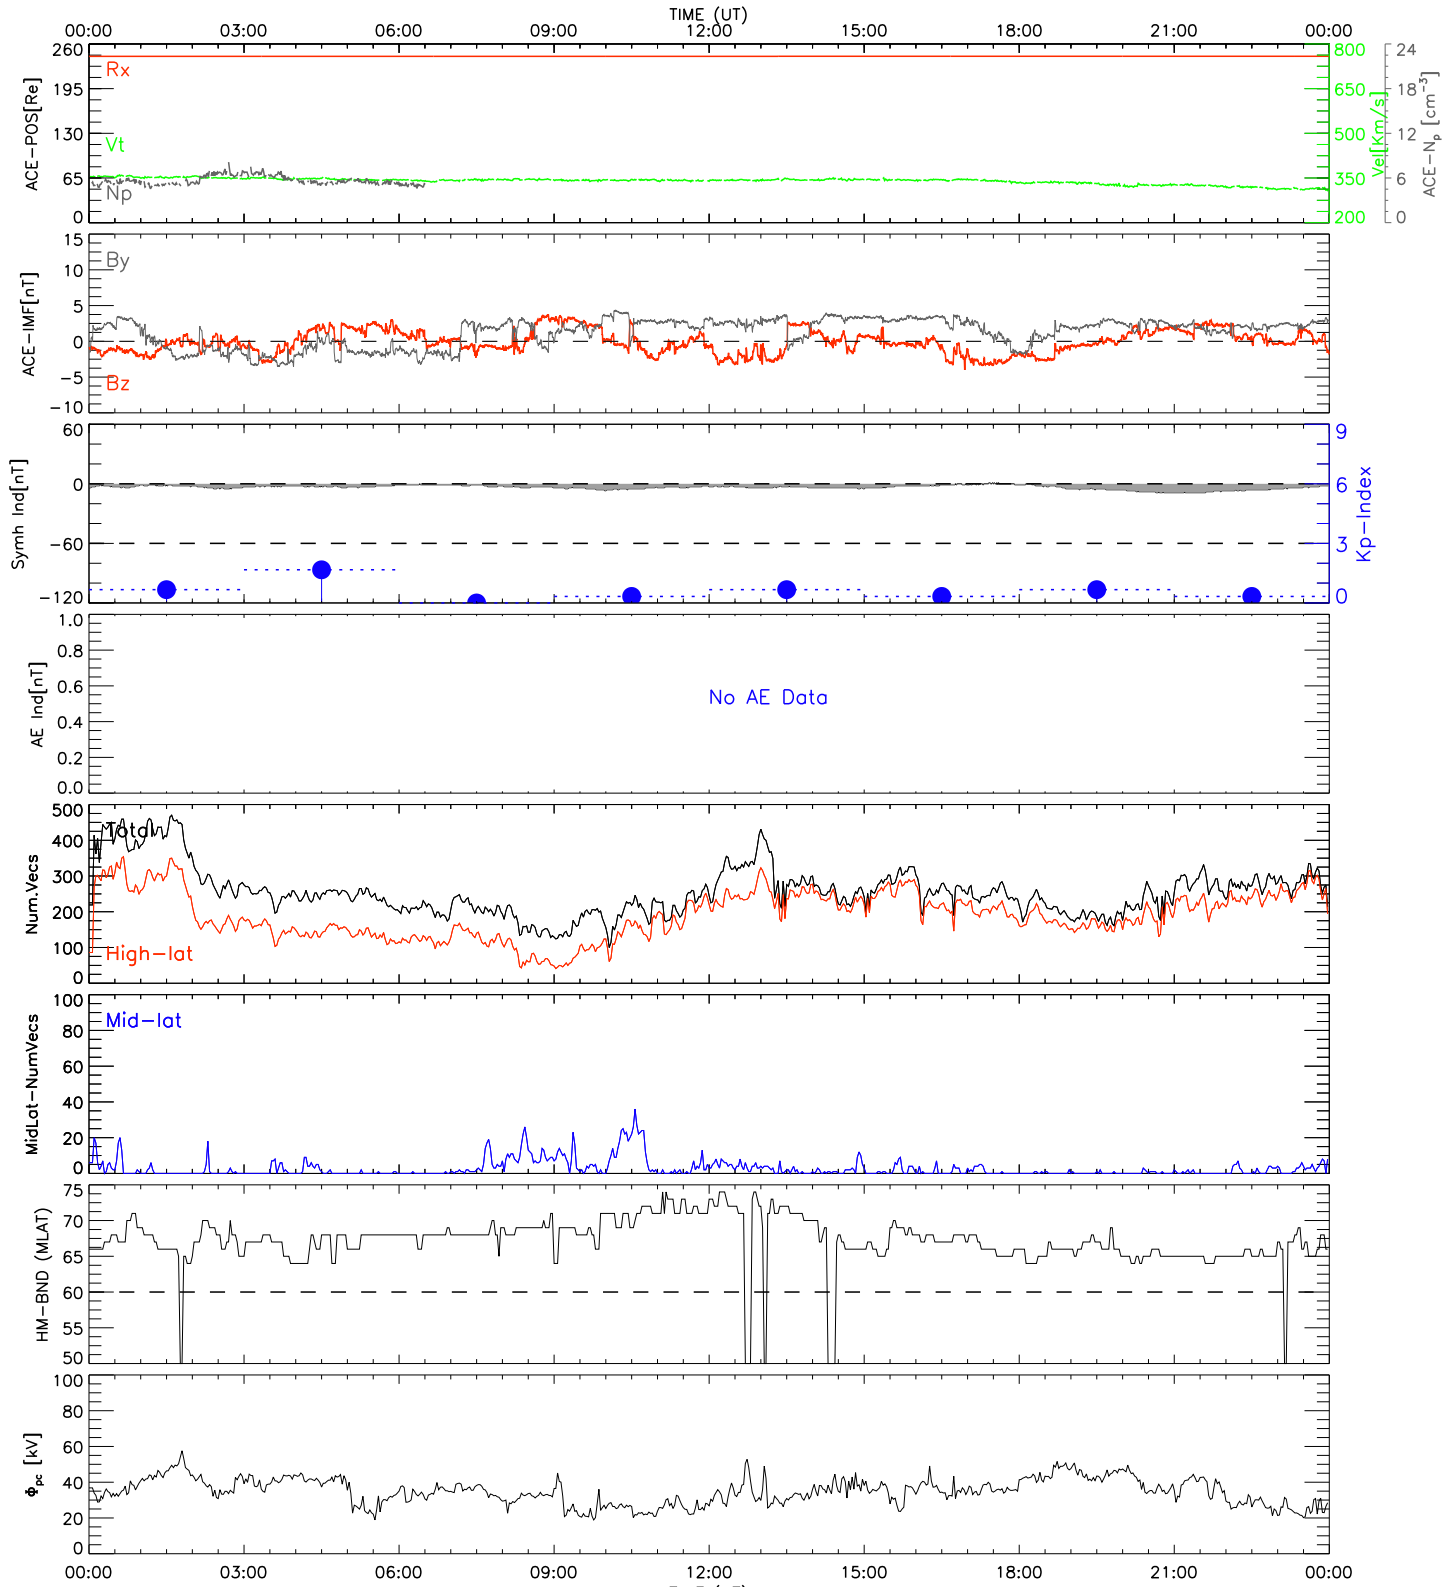 TIME (UT)
00:00 03:00 06:00 09:00 12:00 15:00 18:00 21:00 00:00
ACE-POS[Re]
260
195
130
65
0
Rx
Vt
Np
800
650
500
350
200
Vel[Km/s]
24
18
12
6
0
ACE-Np [cm-3]
ACE-IMF[nT]
15
10
5
0
-5
-10
By
Bz
Symh Ind[nT]
60
0
-60
-120
9
6
3
0
Kp-Index
AE Ind[nT]
1.0
0.8
0.6
0.4
0.2
0.0
No AE Data
Num.Vecs
500
400
300
200
100
0
Total
High-lat
MidLat-NumVecs
100
80
60
40
20
0
Mid-lat
HM-BND (MLAT)
75
70
65
60
55
50
Φpc [kV]
100
80
60
40
20
0
00:00 03:00 06:00 09:00 12:00 15:00 18:00 21:00 00:00